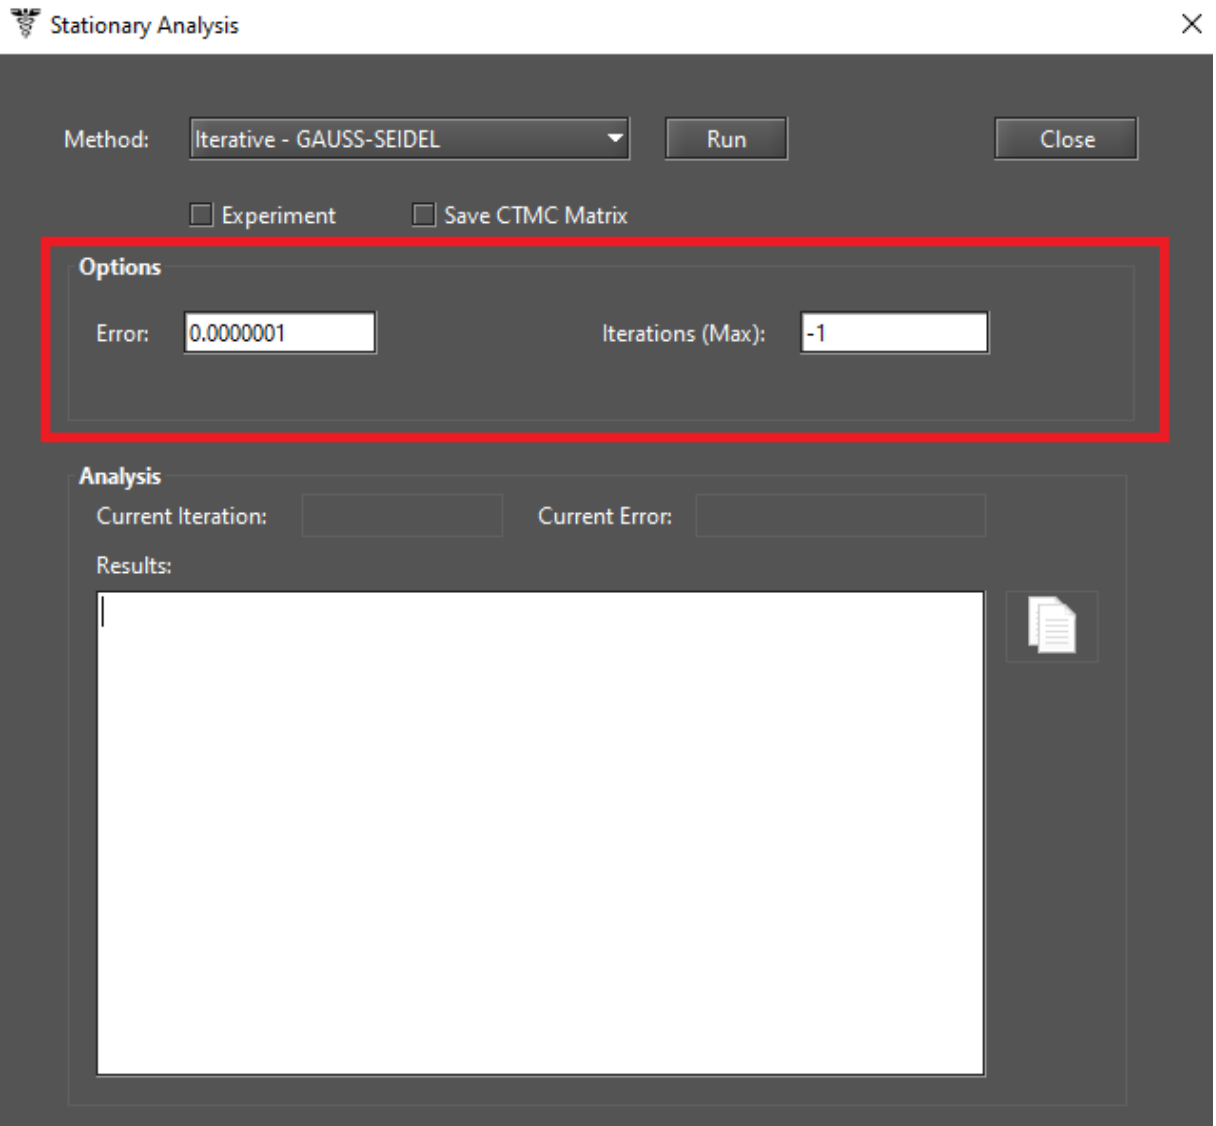 Stationary Analysis
Method: Iterative - GAUSS-SEIDEL Run Close
Experiment Save CTMC Matrix
Options
Error: 0.0000001 Iterations (Max): -1
Analysis
Current Iteration: Current Error:
Results: